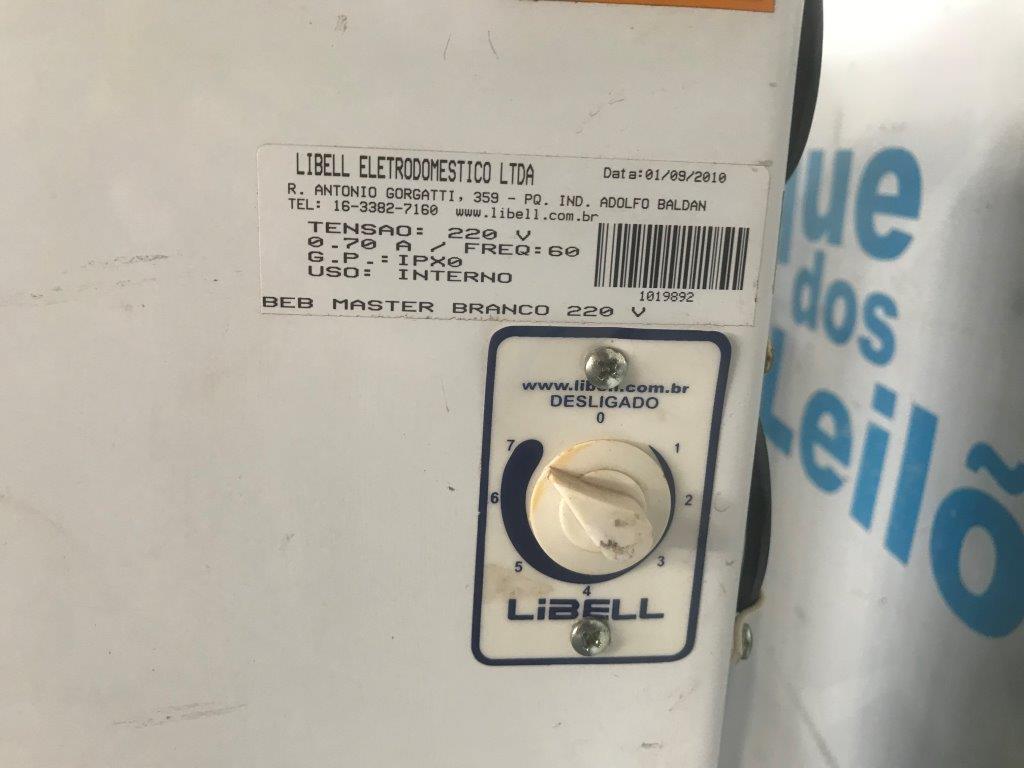 LIBELL ELETRODOMESTICO LTDA Data:01/09/2010
R. ANTONIO GORGATTI, 359 - PQ. IND. ADOLFO BALDAN
TEL: 16-3382-7160 www.libell.com.br
TENSAO: 220 V
0.70 A / FREQ:60
G.P.:IPX0
USO: INTERNO
1019892
BEB MASTER BRANCO 220 V
www.libell.com.br
DESLIGADO
0
7 1
6 2
5 3
4
LiBELL
que
dos
Leilõ